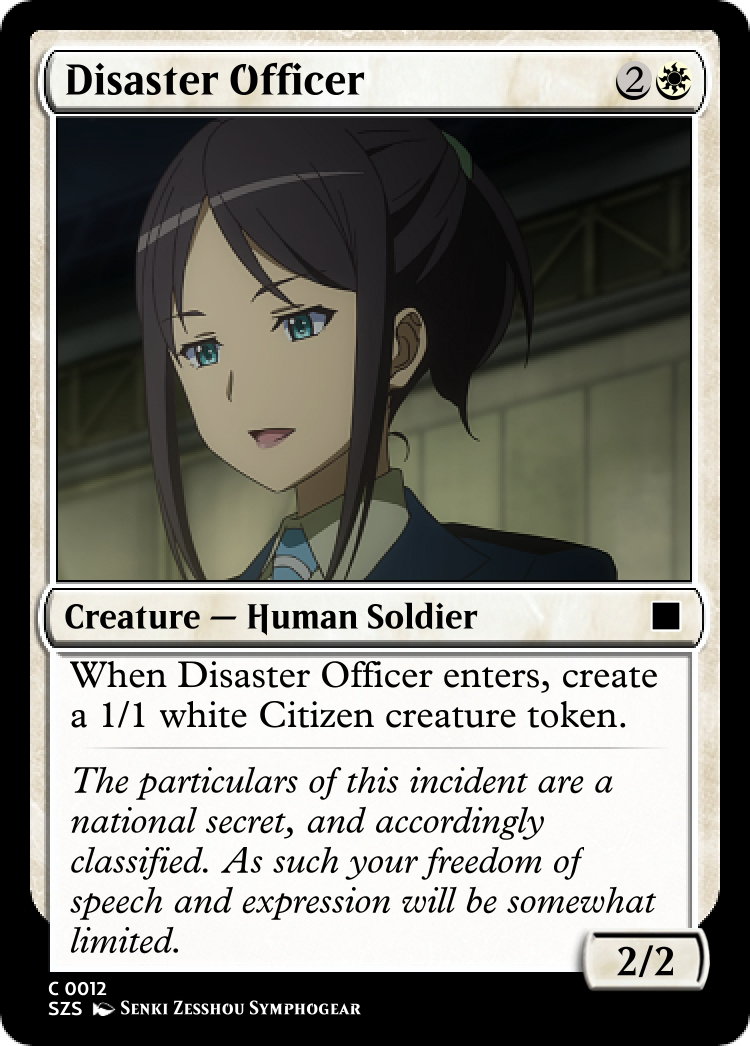 Disaster Officer 2
Creature — Human Soldier
When Disaster Officer enters, create
a 1/1 white Citizen creature token.
The particulars of this incident are a
national secret, and accordingly
classified. As such your freedom of
speech and expression will be somewhat
limited.
2/2
C 0012
SZS Senki Zesshou Symphogear